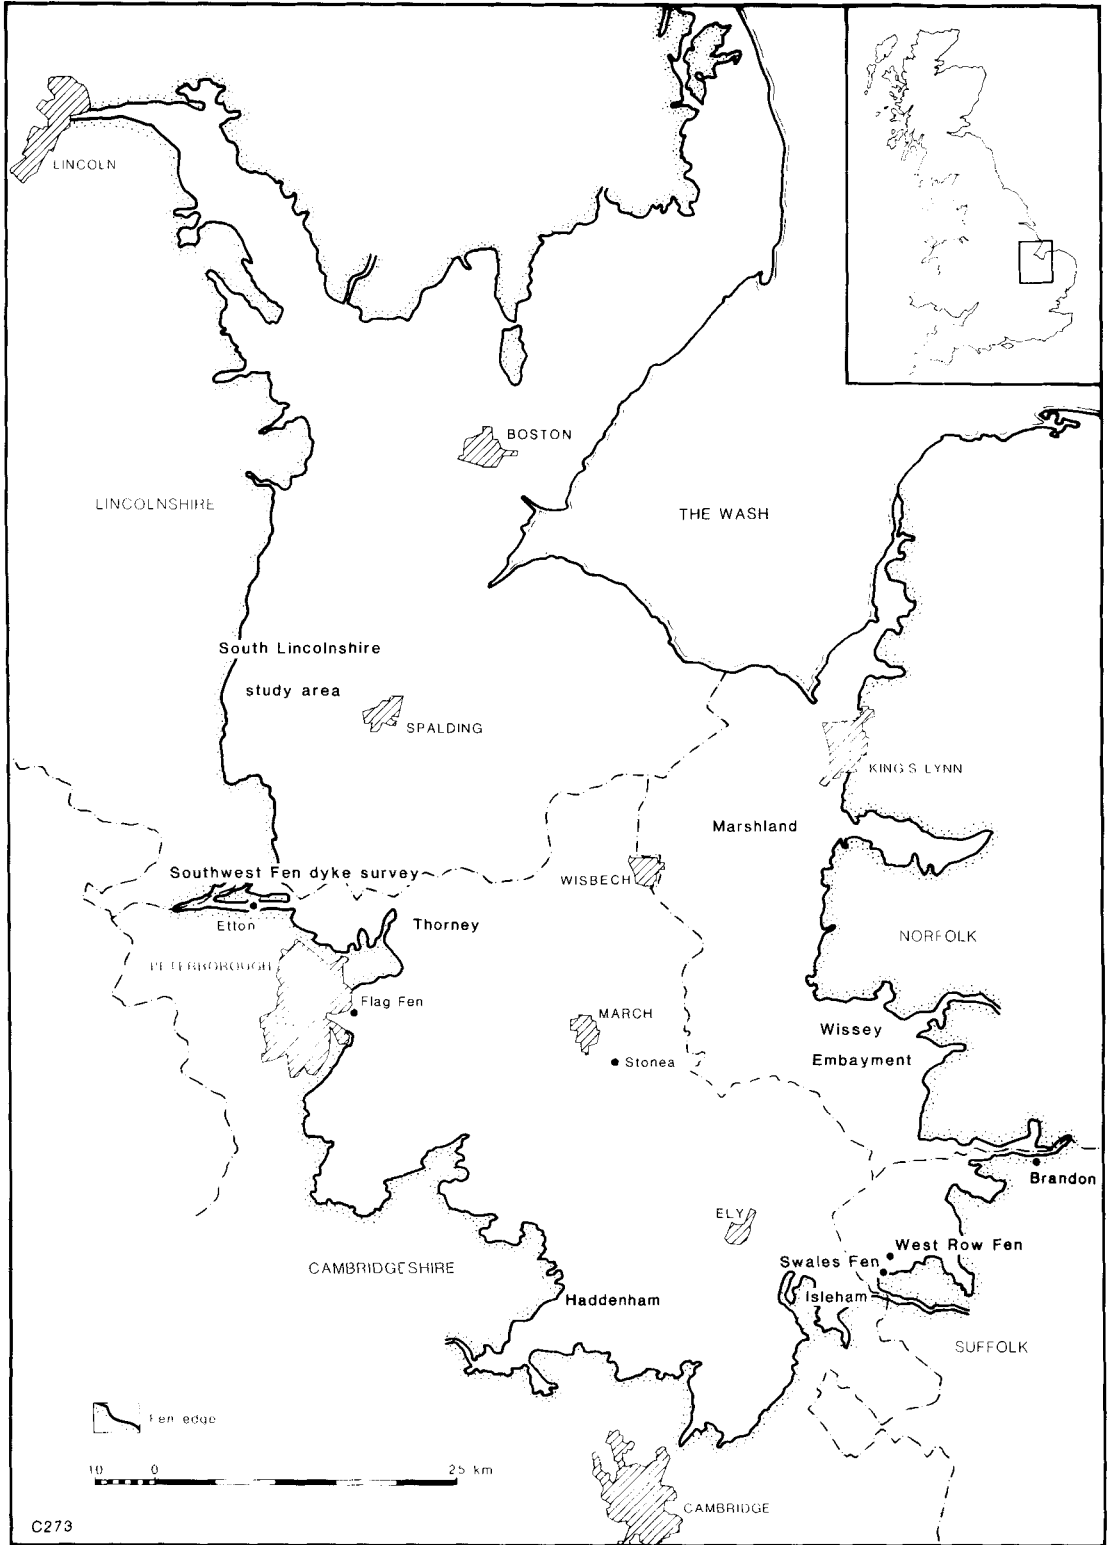 LINCOLN
BOSTON
LINCOLNSHIRE
THE WASH
South Lincolnshire
study area
SPALDING
KING'S LYNN
Marshland
Southwest Fen dyke survey
WISBECH
Etton
Thorney
NORFOLK
PETERBOROUGH
Flag Fen
MARCH
Wissey
Embayment
Stonea
Brandon
ELY
West Row Fen
Swales Fen
CAMBRIDGESHIRE
Isleham
Haddenham
SUFFOLK
Fen edge
10 0 25 km
CAMBRIDGE
C273